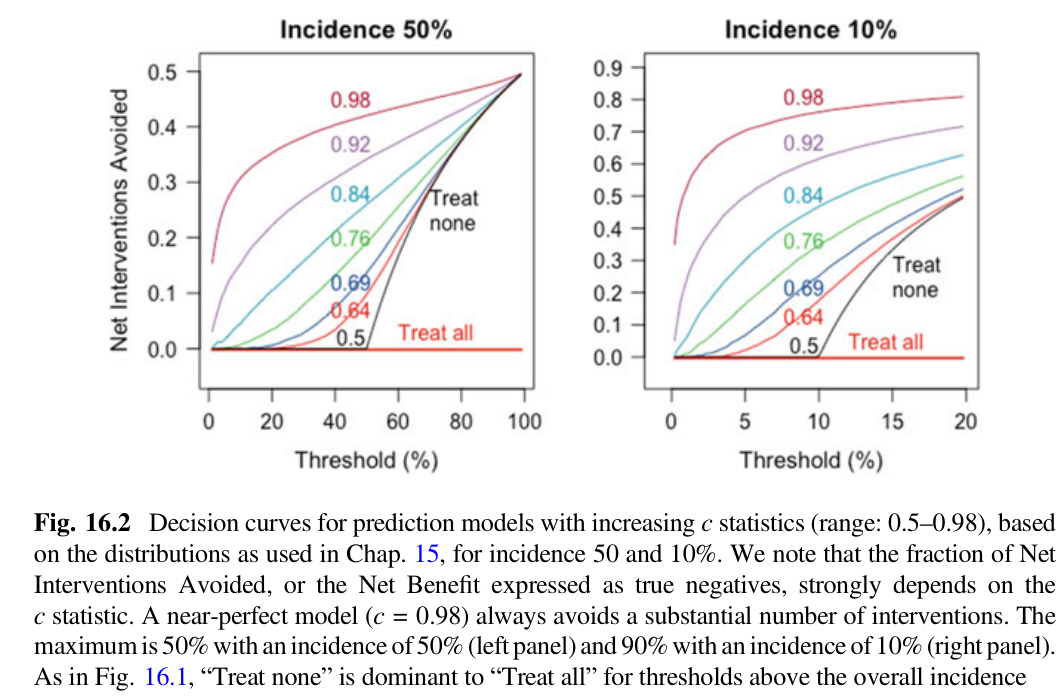 Incidence 50%
Net Interventions Avoided
0.5
0.4
0.3
0.2
0.1
0.0
0.98
0.92
0.84
0.76
0.69
0.64
0.5
Treat
none
Treat all
0 20 40 60 80 100
Threshold (%)
Incidence 10%
0.9
0.8
0.7
0.6
0.5
0.4
0.3
0.2
0.1
0.0
0.98
0.92
0.84
0.76
0.69
0.64
0.5
Treat
none
Treat all
0 5 10 15 20
Threshold (%)
Fig. 16.2 Decision curves for prediction models with increasing c statistics (range: 0.5–0.98), based
on the distributions as used in Chap. 15, for incidence 50 and 10%. We note that the fraction of Net
Interventions Avoided, or the Net Benefit expressed as true negatives, strongly depends on the
c statistic. A near-perfect model (c = 0.98) always avoids a substantial number of interventions. The
maximum is 50% with an incidence of 50% (left panel) and 90% with an incidence of 10% (right panel).
As in Fig. 16.1, “Treat none” is dominant to “Treat all” for thresholds above the overall incidence